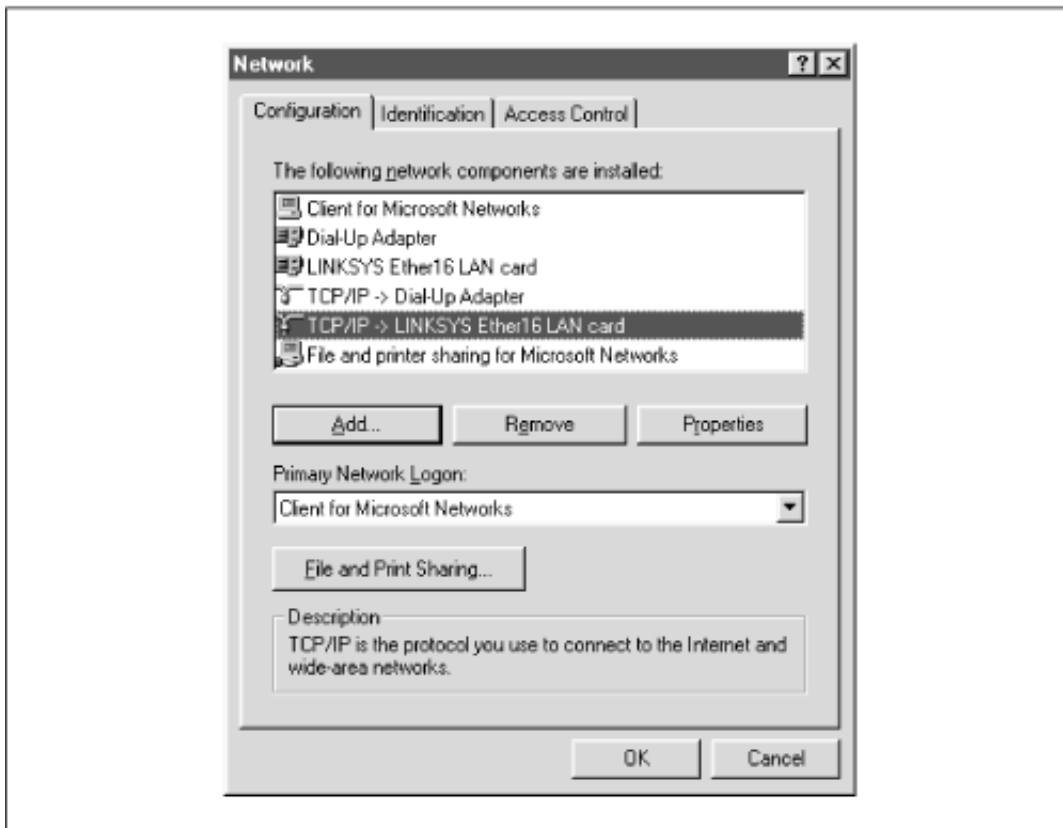 Network
Configuration Identification Access Control
The following network components are installed:
Client for Microsoft Networks
Dial-Up Adapter
LINKSYS Ether16 LAN card
TCP/IP -> Dial-Up Adapter
TCP/IP -> LINKSYS Ether16 LAN card
File and printer sharing for Microsoft Networks
Add... Remove Properties
Primary Network Logon:
Client for Microsoft Networks
File and Print Sharing...
Description
TCP/IP is the protocol you use to connect to the Internet and
wide-area networks.
OK Cancel